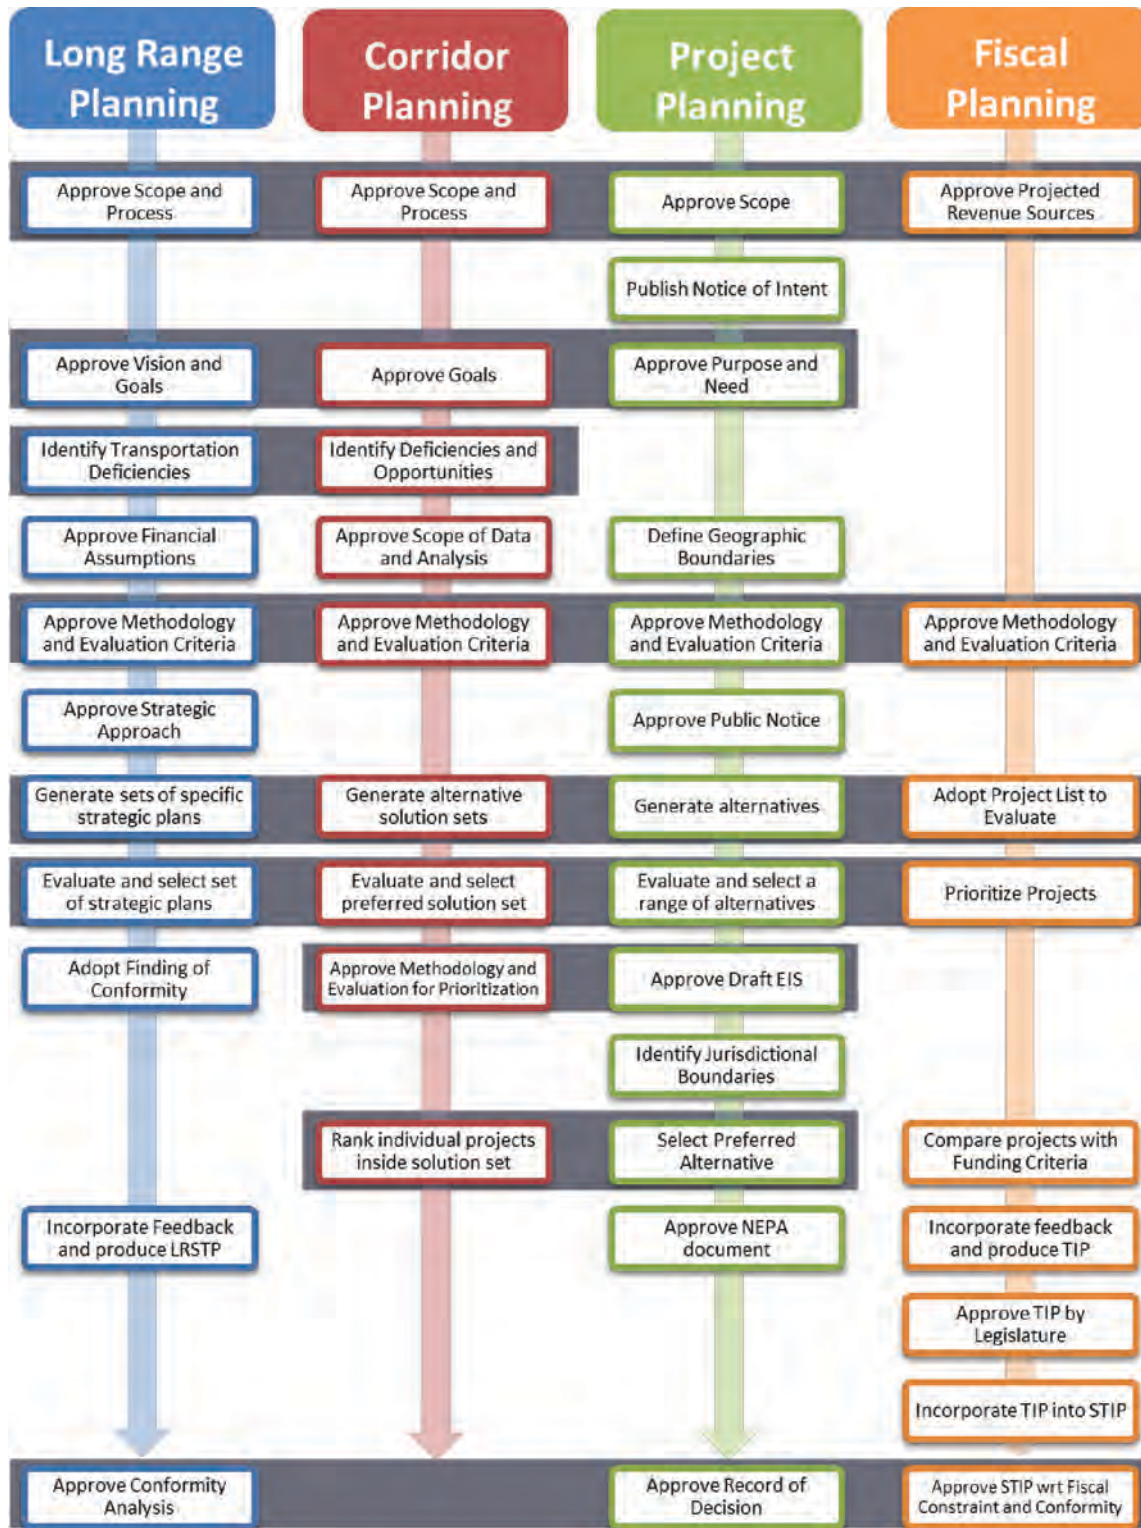 Long Range
Planning
Corridor
Planning
Project
Planning
Fiscal
Planning
Approve Scope and
Process
Approve Scope and
Process
Approve Scope
Approve Projected
Revenue Sources
Publish Notice of Intent
Approve Vision and
Goals
Approve Goals
Approve Purpose and
Need
Identify Transportation
Deficiencies
Identify Deficiencies and
Opportunities
Approve Financial
Assumptions
Approve Scope of Data
and Analysis
Define Geographic
Boundaries
Approve Methodology
and Evaluation Criteria
Approve Methodology
and Evaluation Criteria
Approve Methodology
and Evaluation Criteria
Approve Methodology
and Evaluation Criteria
Approve Strategic
Approach
Approve Public Notice
Generate sets of specific
strategic plans
Generate alternative
solution sets
Generate alternatives
Adopt Project List to
Evaluate
Evaluate and select set
of strategic plans
Evaluate and select
preferred solution set
Evaluate and select a
range of alternatives
Prioritize Projects
Adopt Finding of
Conformity
Approve Methodology and
Evaluation for Prioritization
Approve Draft EIS
Identify Jurisdictional
Boundaries
Rank individual projects
inside solution set
Select Preferred
Alternative
Compare projects with
Funding Criteria
Incorporate Feedback
and produce LRSTP
Approve NEPA
document
Incorporate feedback
and produce TIP
Approve TIP by
Legislature
Incorporate TIP into STIP
Approve Conformity
Analysis
Approve Record of
Decision
Approve STIP wrt Fiscal
Constraint and Conformity